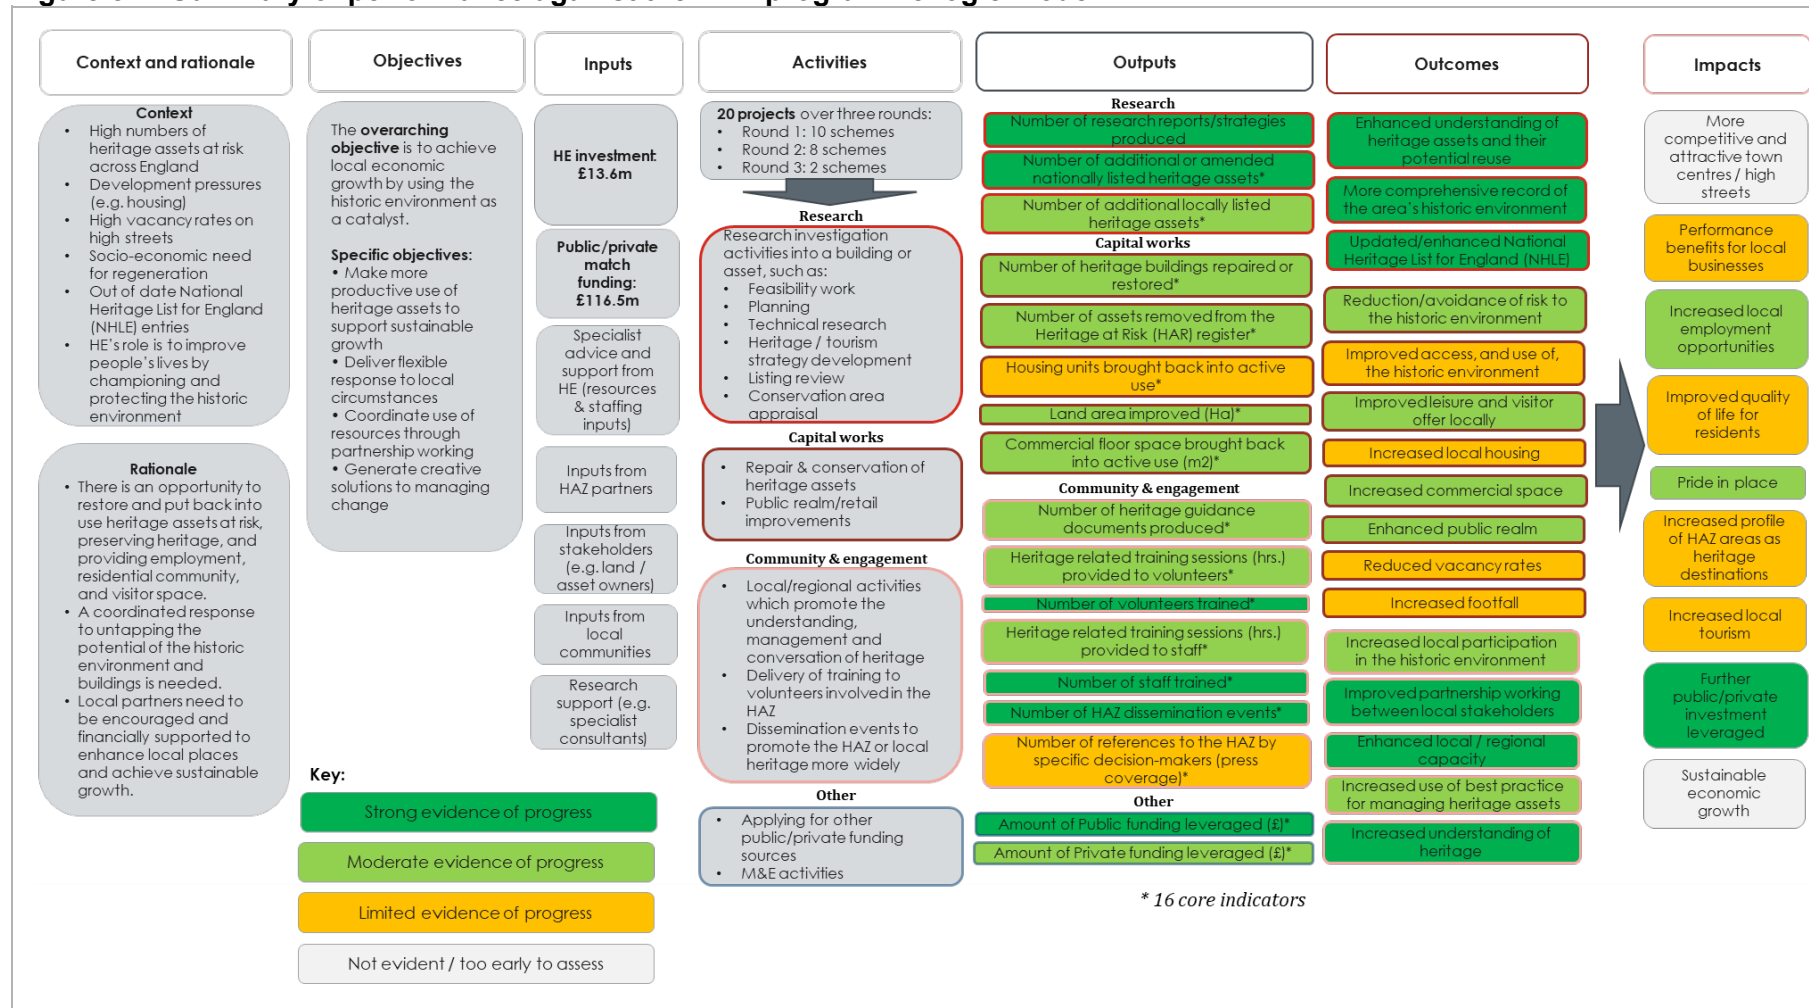 Context and rationale
Context
• High numbers of
heritage assets at risk
across England
• Development pressures
(e.g. housing)
• High vacancy rates on
high streets
• Socio-economic need
for regeneration
• Out of date National
Heritage List for England
(NHLE) entries
• HE's role is to improve
people's lives by
championing and
protecting the historic
environment
Rationale
• There is an opportunity to
restore and put back into
use heritage assets at risk,
preserving heritage, and
providing employment,
residential community,
and visitor space.
• A coordinated response
to untapping the
potential of the historic
environment and
buildings is needed.
• Local partners need to
be encouraged and
financially supported to
enhance local places
and achieve sustainable
growth.
Objectives
The overarching
objective is to achieve
local economic
growth by using the
historic environment as
a catalyst.
Specific objectives:
• Make more
productive use of
heritage assets to
support sustainable
growth
• Deliver flexible
response to local
circumstances
• Coordinate use of
resources through
partnership working
• Generate creative
solutions to managing
change
Inputs
HE investment:
£13.6m
Public/private
match
funding:
£116.5m
Specialist
advice and
support from
HE (resources
& staffing
inputs)
Inputs from
HAZ partners
Inputs from
stakeholders
(e.g. land /
asset owners)
Inputs from
local
communities
Research
support (e.g.
specialist
consultants)
Key:
Strong evidence of progress
Moderate evidence of progress
Limited evidence of progress
Not evident / too early to assess
Activities
20 projects over three rounds:
• Round 1: 10 schemes
• Round 2: 8 schemes
• Round 3: 2 schemes
Research
Research investigation
activities into a building or
asset, such as:
• Feasibility work
• Planning
• Technical research
• Heritage / tourism
strategy development
• Listing review
• Conservation area
appraisal
Capital works
• Repair & conservation of
heritage assets
• Public realm/retail
improvements
Community & engagement
• Local/regional activities
which promote the
understanding,
management and
conversation of heritage
• Delivery of training to
volunteers involved in the
HAZ
• Dissemination events to
promote the HAZ or local
heritage more widely
Other
• Applying for other
public/private funding
sources
• M&E activities
Outputs
Research
Number of research reports/strategies
produced
Number of additional or amended
nationally listed heritage assets*
Number of additional locally listed
heritage assets*
Capital works
Number of heritage buildings repaired or
restored*
Number of assets removed from the
Heritage at Risk (HAR) register*
Housing units brought back into active
use*
Land area improved (Ha)*
Commercial floor space brought back
into active use (m2)*
Community & engagement
Number of heritage guidance
documents produced*
Heritage related training sessions (hrs.)
provided to volunteers*
Number of volunteers trained*
Heritage related training sessions (hrs.)
provided to staff*
Number of staff trained*
Number of HAZ dissemination events*
Number of references to the HAZ by
specific decision-makers (press
coverage)*
Other
Amount of Public funding leveraged (£)*
Amount of Private funding leveraged (£)*
* 16 core indicators
Outcomes
Enhanced understanding of
heritage assets and their
potential reuse
More comprehensive record of
the area's historic environment
Updated/enhanced National
Heritage List for England (NHLE)
Reduction/avoidance of risk to
the historic environment
Improved access, and use of,
the historic environment
Improved leisure and visitor
offer locally
Increased local housing
Increased commercial space
Enhanced public realm
Reduced vacancy rates
Increased footfall
Increased local participation
in the historic environment
Improved partnership working
between local stakeholders
Enhanced local / regional
capacity
Increased use of best practice
for managing heritage assets
Increased understanding of
heritage
Impacts
More
competitive and
attractive town
centres / high
streets
Performance
benefits for local
businesses
Increased local
employment
opportunities
Improved quality
of life for
residents
Pride in place
Increased profile
of HAZ areas as
heritage
destinations
Increased local
tourism
Further
public/private
investment
leveraged
Sustainable
economic
growth